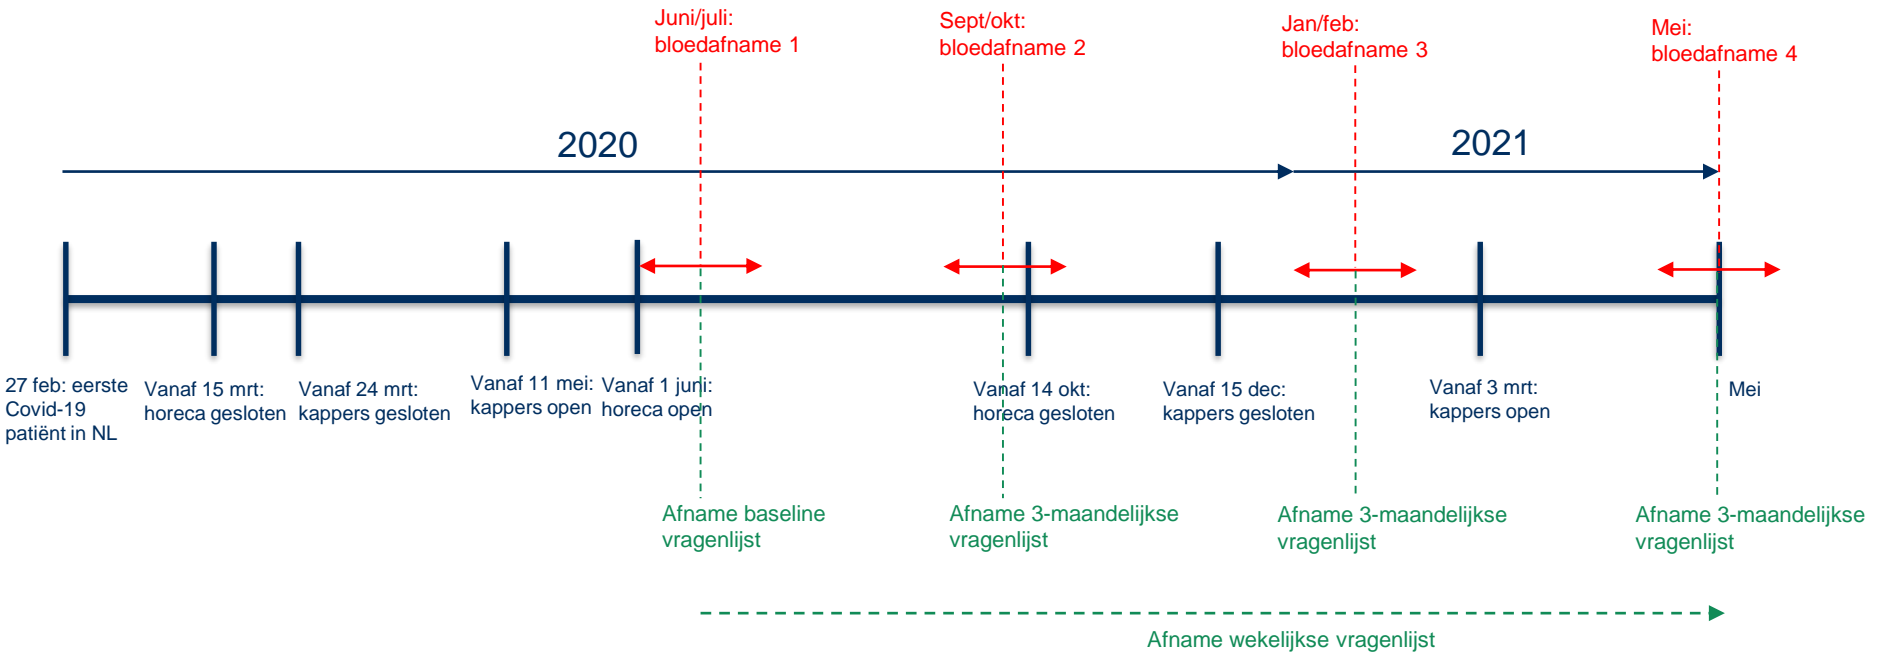 Juni/juli:
bloedafname 1
Sept/okt:
bloedafname 2
Jan/feb:
bloedafname 3
Mei:
bloedafname 4
2020
2021
27 feb: eerste
Covid-19
patiënt in NL
Vanaf 15 mrt:
horeca gesloten
Vanaf 24 mrt:
kappers gesloten
Vanaf 11 mei:
kappers open
Vanaf 1 juni:
horeca open
Vanaf 14 okt:
horeca gesloten
Vanaf 15 dec:
kappers gesloten
Vanaf 3 mrt:
kappers open
Mei
Afname baseline
vragenlijst
Afname 3-maandelijkse
vragenlijst
Afname 3-maandelijkse
vragenlijst
Afname 3-maandelijkse
vragenlijst
Afname wekelijkse vragenlijst